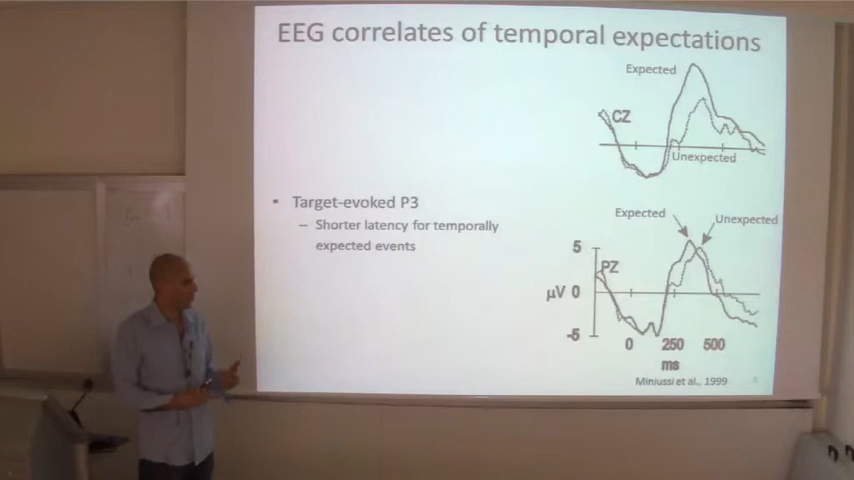 EEG correlates of temporal expectations
Expected
CZ
Unexpected
• Target-evoked P3
– Shorter latency for temporally
expected events
Expected
Unexpected
5
PZ
µV 0
-5
0 250 500
ms
Miniussi et al., 1999